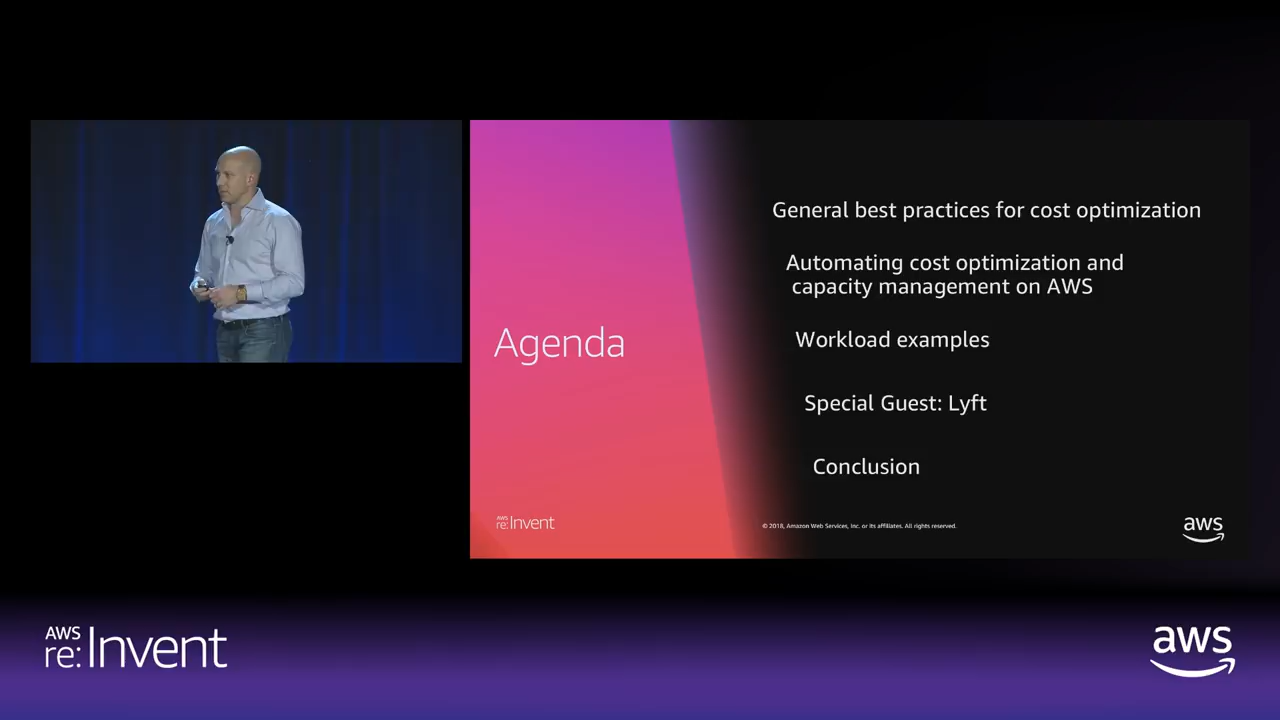 Agenda
General best practices for cost optimization
Automating cost optimization and
capacity management on AWS
Workload examples
Special Guest: Lyft
Conclusion
AWS
re:Invent
© 2018, Amazon Web Services, Inc. or its affiliates. All rights reserved.
aws
AWS
re:Invent
aws